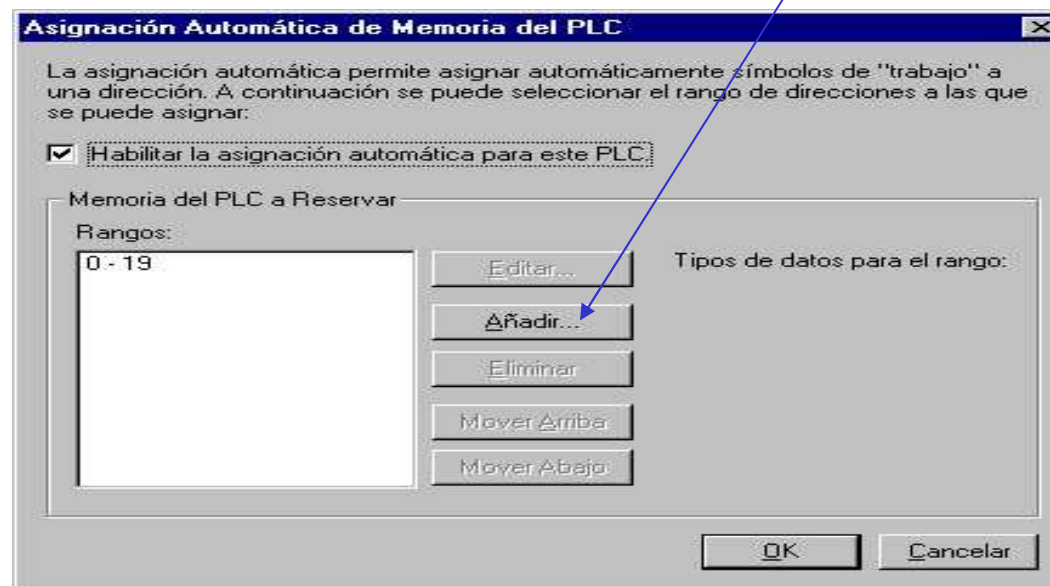 Asignación Automática de Memoria del PLC
La asignación automática permite asignar automáticamente símbolos de "trabajo" a
una dirección. A continuación se puede seleccionar el rango de direcciones a las que
se puede asignar:
Habilitar la asignación automática para este PLC.
Memoria del PLC a Reservar
Rangos:
0 - 19
Editar...
Tipos de datos para el rango:
Añadir...
Eliminar
Mover Arriba
Mover Abajo
OK
Cancelar